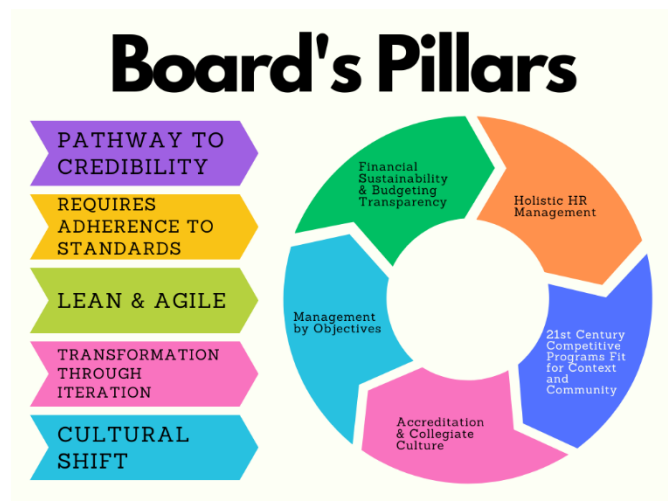 Board's Pillars
PATHWAY TO
CREDIBILITY
REQUIRES
ADHERENCE TO
STANDARDS
LEAN & AGILE
TRANSFORMATION
THROUGH
ITERATION
CULTURAL
SHIFT
Financial
Sustainability
& Budgeting
Transparency
Holistic HR
Management
21st Century
Competitive
Programs Fit
for Context
and
Community
Accreditation
& Collegiate
Culture
Management
by Objectives